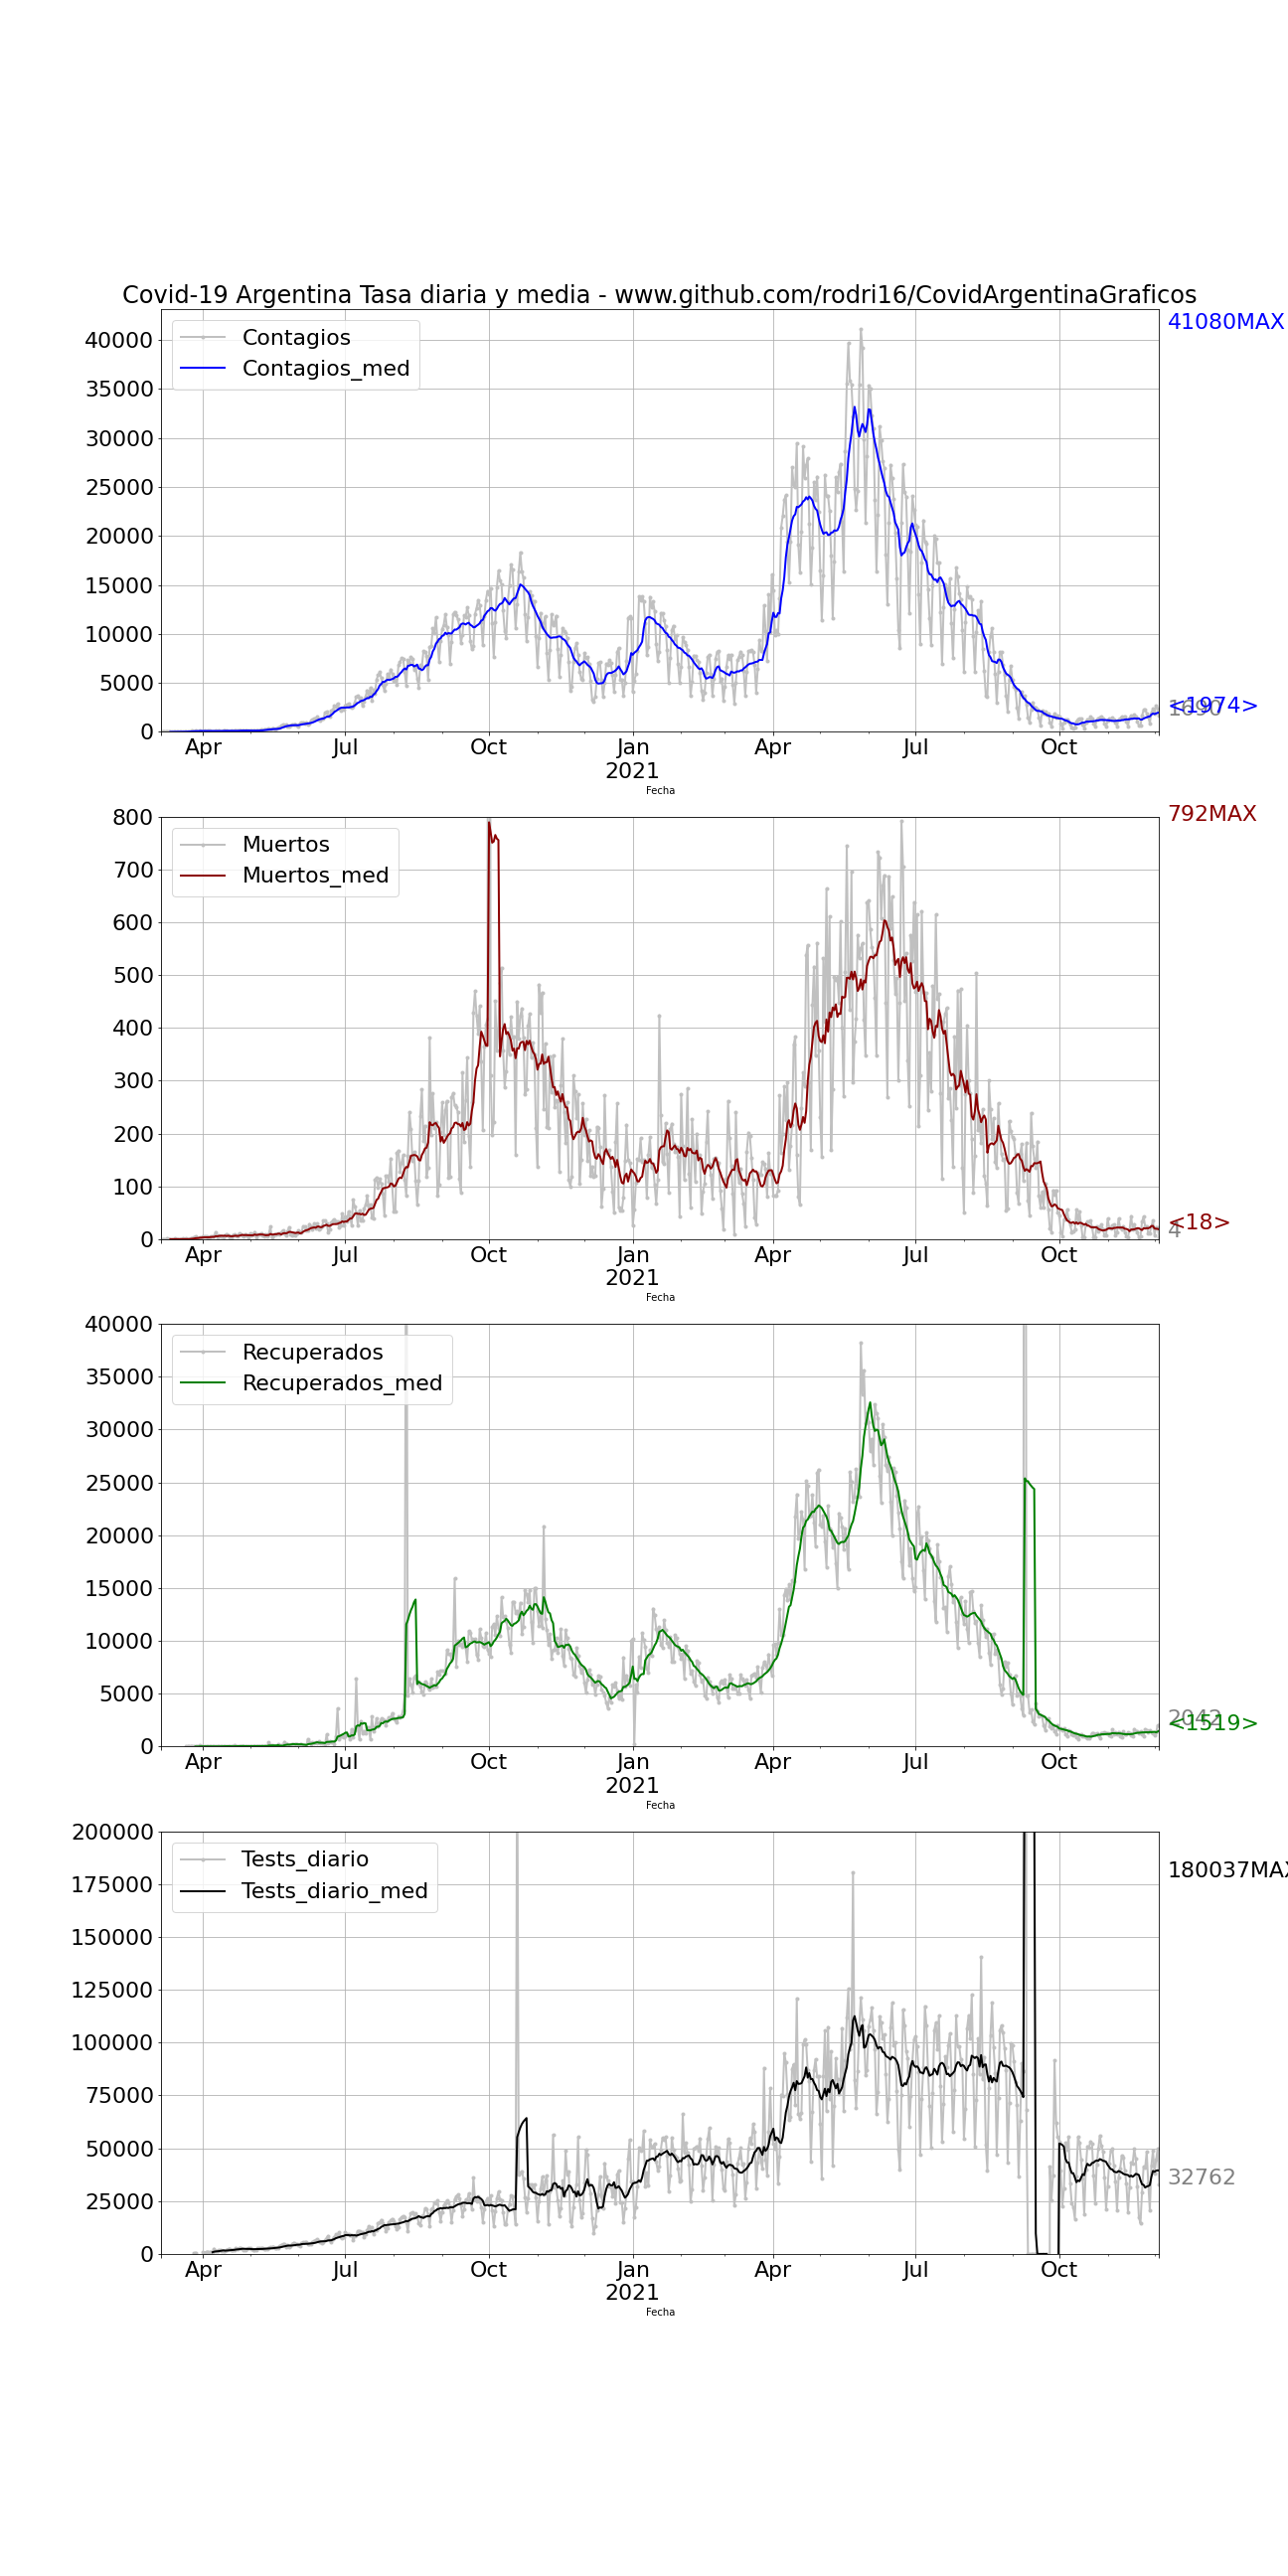 Covid-19 Argentina Tasa diaria y media - www.github.com/rodri16/CovidArgentinaGraficos
41080MAX
Contagios
Contagios_med
40000
35000
30000
25000
20000
15000
10000
5000
0
1690
<1974>
Apr Jul Oct Jan Apr Jul Oct
2021
Fecha
792MAX
Muertos
Muertos_med
800
700
600
500
400
300
200
100
0
<18>
4
Apr Jul Oct Jan Apr Jul Oct
2021
Fecha
Recuperados
Recuperados_med
40000
35000
30000
25000
20000
15000
10000
5000
0
2042
<1519>
Apr Jul Oct Jan Apr Jul Oct
2021
Fecha
Tests_diario
Tests_diario_med
180037MAX
200000
175000
150000
125000
100000
75000
50000
25000
0
32762
Apr Jul Oct Jan Apr Jul Oct
2021
Fecha